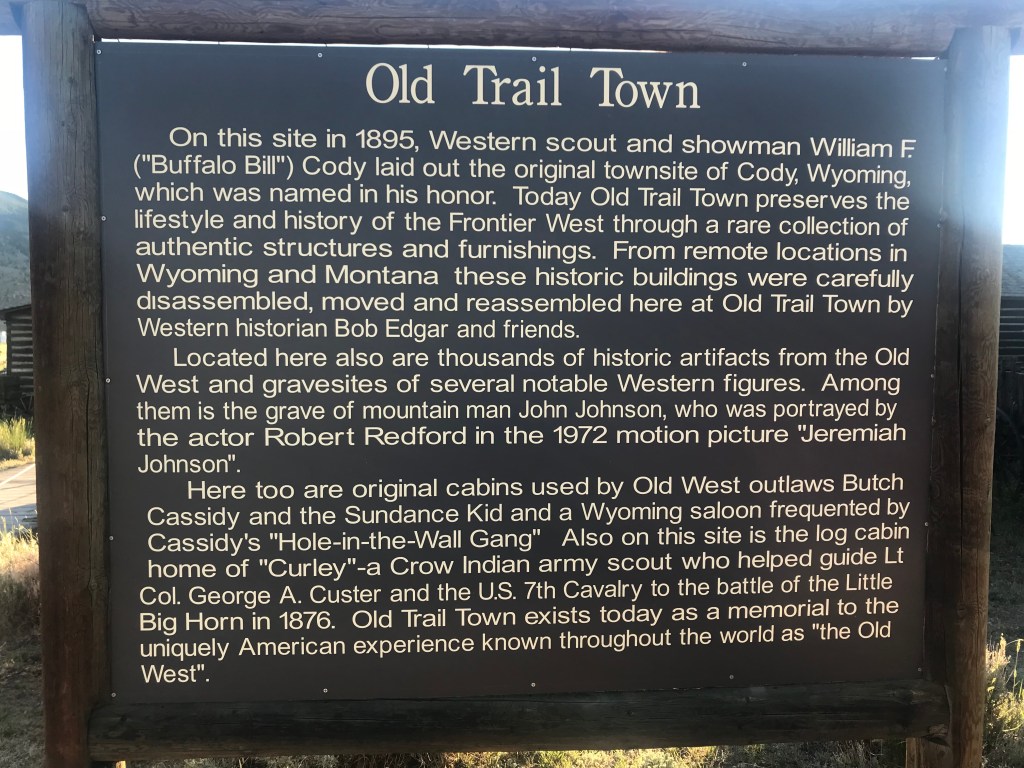 Old Trail Town
On this site in 1895, Western scout and showman William F.
("Buffalo Bill") Cody laid out the original townsite of Cody, Wyoming,
which was named in his honor. Today Old Trail Town preserves the
lifestyle and history of the Frontier West through a rare collection of
authentic structures and furnishings. From remote locations in
Wyoming and Montana these historic buildings were carefully
disassembled, moved and reassembled here at Old Trail Town by
Western historian Bob Edgar and friends.
Located here also are thousands of historic artifacts from the Old
West and gravesites of several notable Western figures. Among
them is the grave of mountain man John Johnson, who was portrayed by
the actor Robert Redford in the 1972 motion picture "Jeremiah
Johnson".
Here too are original cabins used by Old West outlaws Butch
Cassidy and the Sundance Kid and a Wyoming saloon frequented by
Cassidy's "Hole-in-the-Wall Gang" Also on this site is the log cabin
home of "Curley"-a Crow Indian army scout who helped guide Lt
Col. George A. Custer and the U.S. 7th Cavalry to the battle of the Little
Big Horn in 1876. Old Trail Town exists today as a memorial to the
uniquely American experience known throughout the world as "the Old
West".